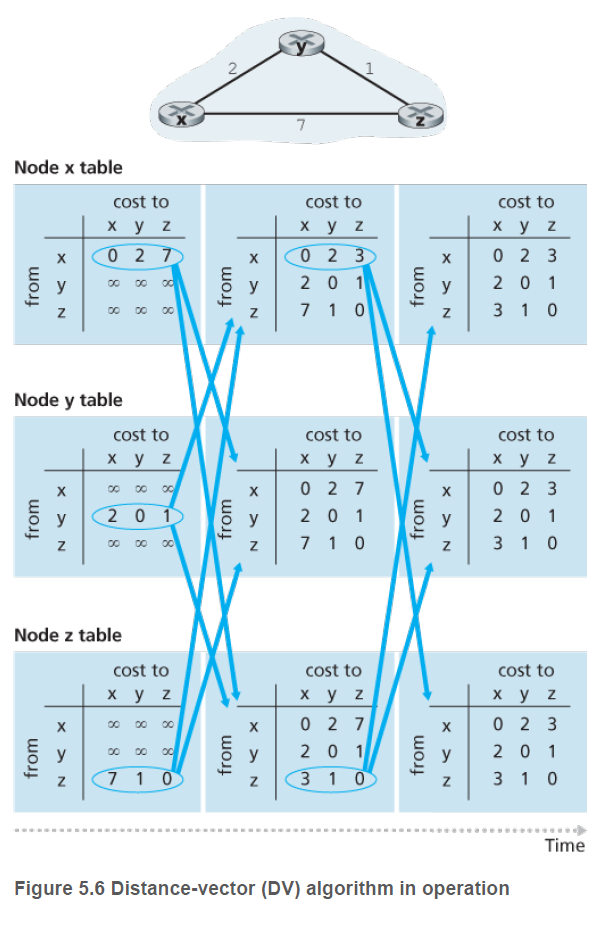 y
2 1
x z
7
Node x table
cost to cost to cost to
x y z x y z x y z
x 0 2 7 x 0 2 3 x 0 2 3
from y ∞ ∞ ∞ from y 2 0 1 from y 2 0 1
z ∞ ∞ ∞ z 7 1 0 z 3 1 0
Node y table
cost to cost to cost to
x y z x y z x y z
x ∞ ∞ ∞ x 0 2 7 x 0 2 3
from y 2 0 1 from y 2 0 1 from y 2 0 1
z ∞ ∞ ∞ z 7 1 0 z 3 1 0
Node z table
cost to cost to cost to
x y z x y z x y z
x ∞ ∞ ∞ x 0 2 7 x 0 2 3
from y ∞ ∞ ∞ from y 2 0 1 from y 2 0 1
z 7 1 0 z 3 1 0 z 3 1 0
Time
Figure 5.6 Distance-vector (DV) algorithm in operation